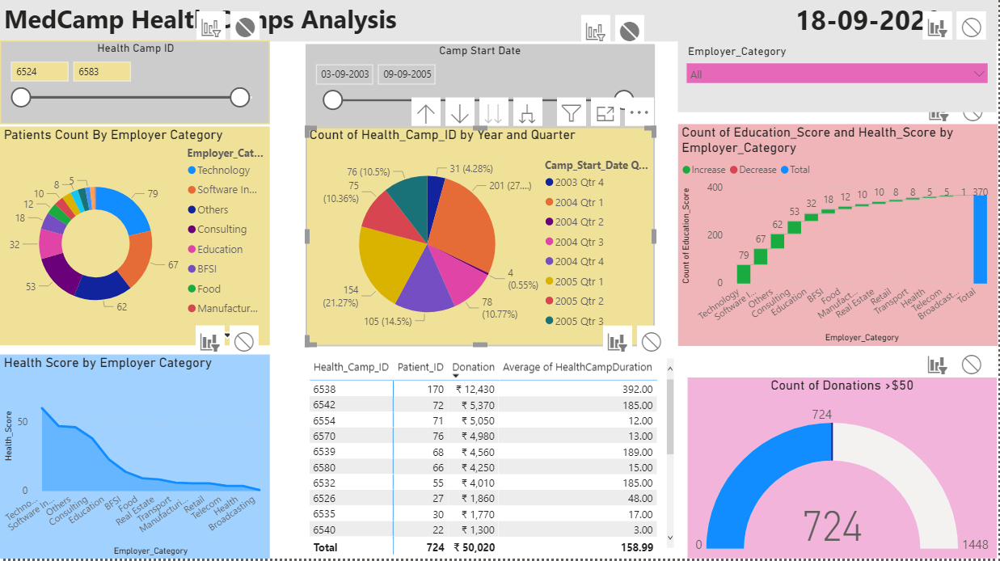 MedCamp Health Camps Analysis
18-09-202
Health Camp ID
6524 6583
Camp Start Date
03-09-2003 09-09-2005
Employer_Category
All
Patients Count By Employer Category
Employer_Cat...
Technology
Software In...
Others
Consulting
Education
BFSI
Food
Manufactur...
79
67
62
53
32
18
12
10
8
5
Count of Health_Camp_ID by Year and Quarter
Camp_Start_Date Q...
2003 Qtr 4
2004 Qtr 1
2004 Qtr 2
2004 Qtr 3
2004 Qtr 4
2005 Qtr 1
2005 Qtr 2
2005 Qtr 3
31 (4.28%)
201 (27....)
4
(0.55%)
78
(10.77%)
105 (14.5%)
154
(21.27%)
75
(10.36%)
76 (10.5%)
Count of Education_Score and Health_Score by
Employer_Category
Increase Decrease Total
Count of Education_Score
400
200
0
79 67 62 53 32 18 12 10 10 8 8 5 5 1 370
Technology
Software I...
Others
Consulting
Education
BFSI
Food
Manufact...
Real Estate
Retail
Transport
Health
Telecom
Broadcast...
Total
Employer_Category
Health Score by Employer Category
Health_Score
50
0
Techno...
Software In...
Others
Consulting
Education
BFSI
Food
Real Estate
Transport
Manufacturi...
Retail
Telecom
Health
Broadcasting
Employer_Category
Health_Camp_ID Patient_ID Donation Average of HealthCampDuration
6538 170 ₹ 12,430 392.00
6542 72 ₹ 5,370 185.00
6554 71 ₹ 5,050 12.00
6570 76 ₹ 4,980 13.00
6539 68 ₹ 4,560 189.00
6580 66 ₹ 4,250 15.00
6532 55 ₹ 4,010 185.00
6526 27 ₹ 1,860 48.00
6535 30 ₹ 1,770 17.00
6540 22 ₹ 1,300 3.00
Total 724 ₹ 50,020 158.99
Count of Donations >$50
724
724
0 1448